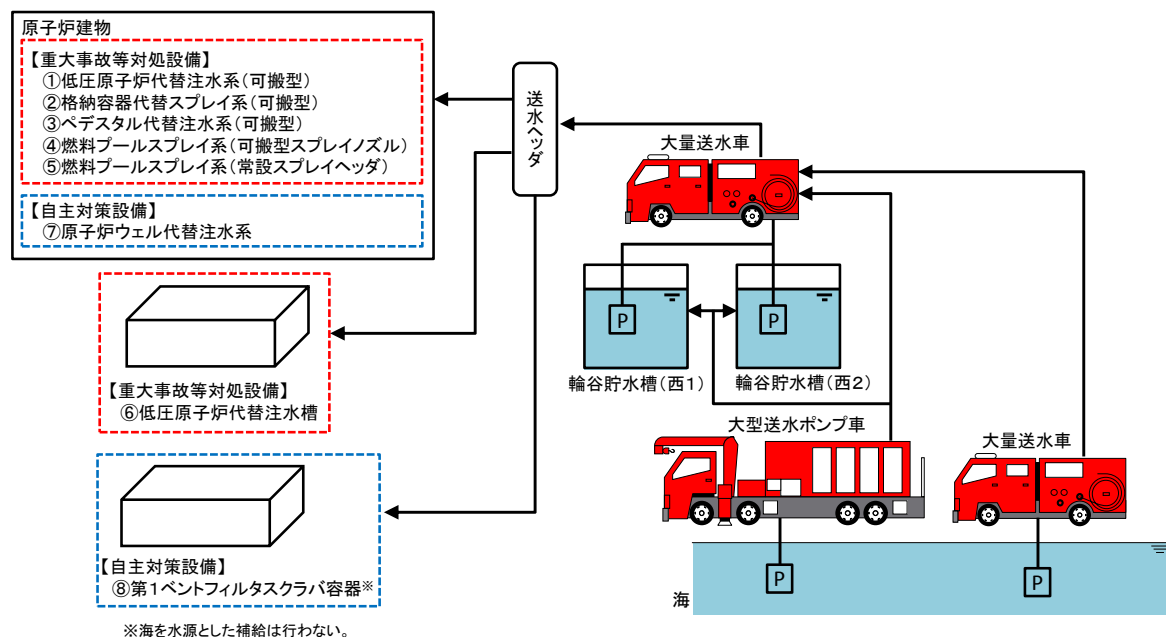 原子炉建物
【重大事故等対処設備】
①低圧原子炉代替注水系(可搬型)
②格納容器代替スプレイ系(可搬型)
③ペデスタル代替注水系(可搬型)
④燃料プールスプレイ系(可搬型スプレイノズル)
⑤燃料プールスプレイ系(常設スプレイヘッダ)
【自主対策設備】
⑦原子炉ウェル代替注水系
送水ヘッダ
大量送水車
P
P
輪谷貯水槽(西1)
輪谷貯水槽(西2)
【重大事故等対処設備】
⑥低圧原子炉代替注水槽
大型送水ポンプ車
大量送水車
【自主対策設備】
⑧第1ベントフィルタスクラバ容器※
P
P
海
※海を水源とした補給は行わない。